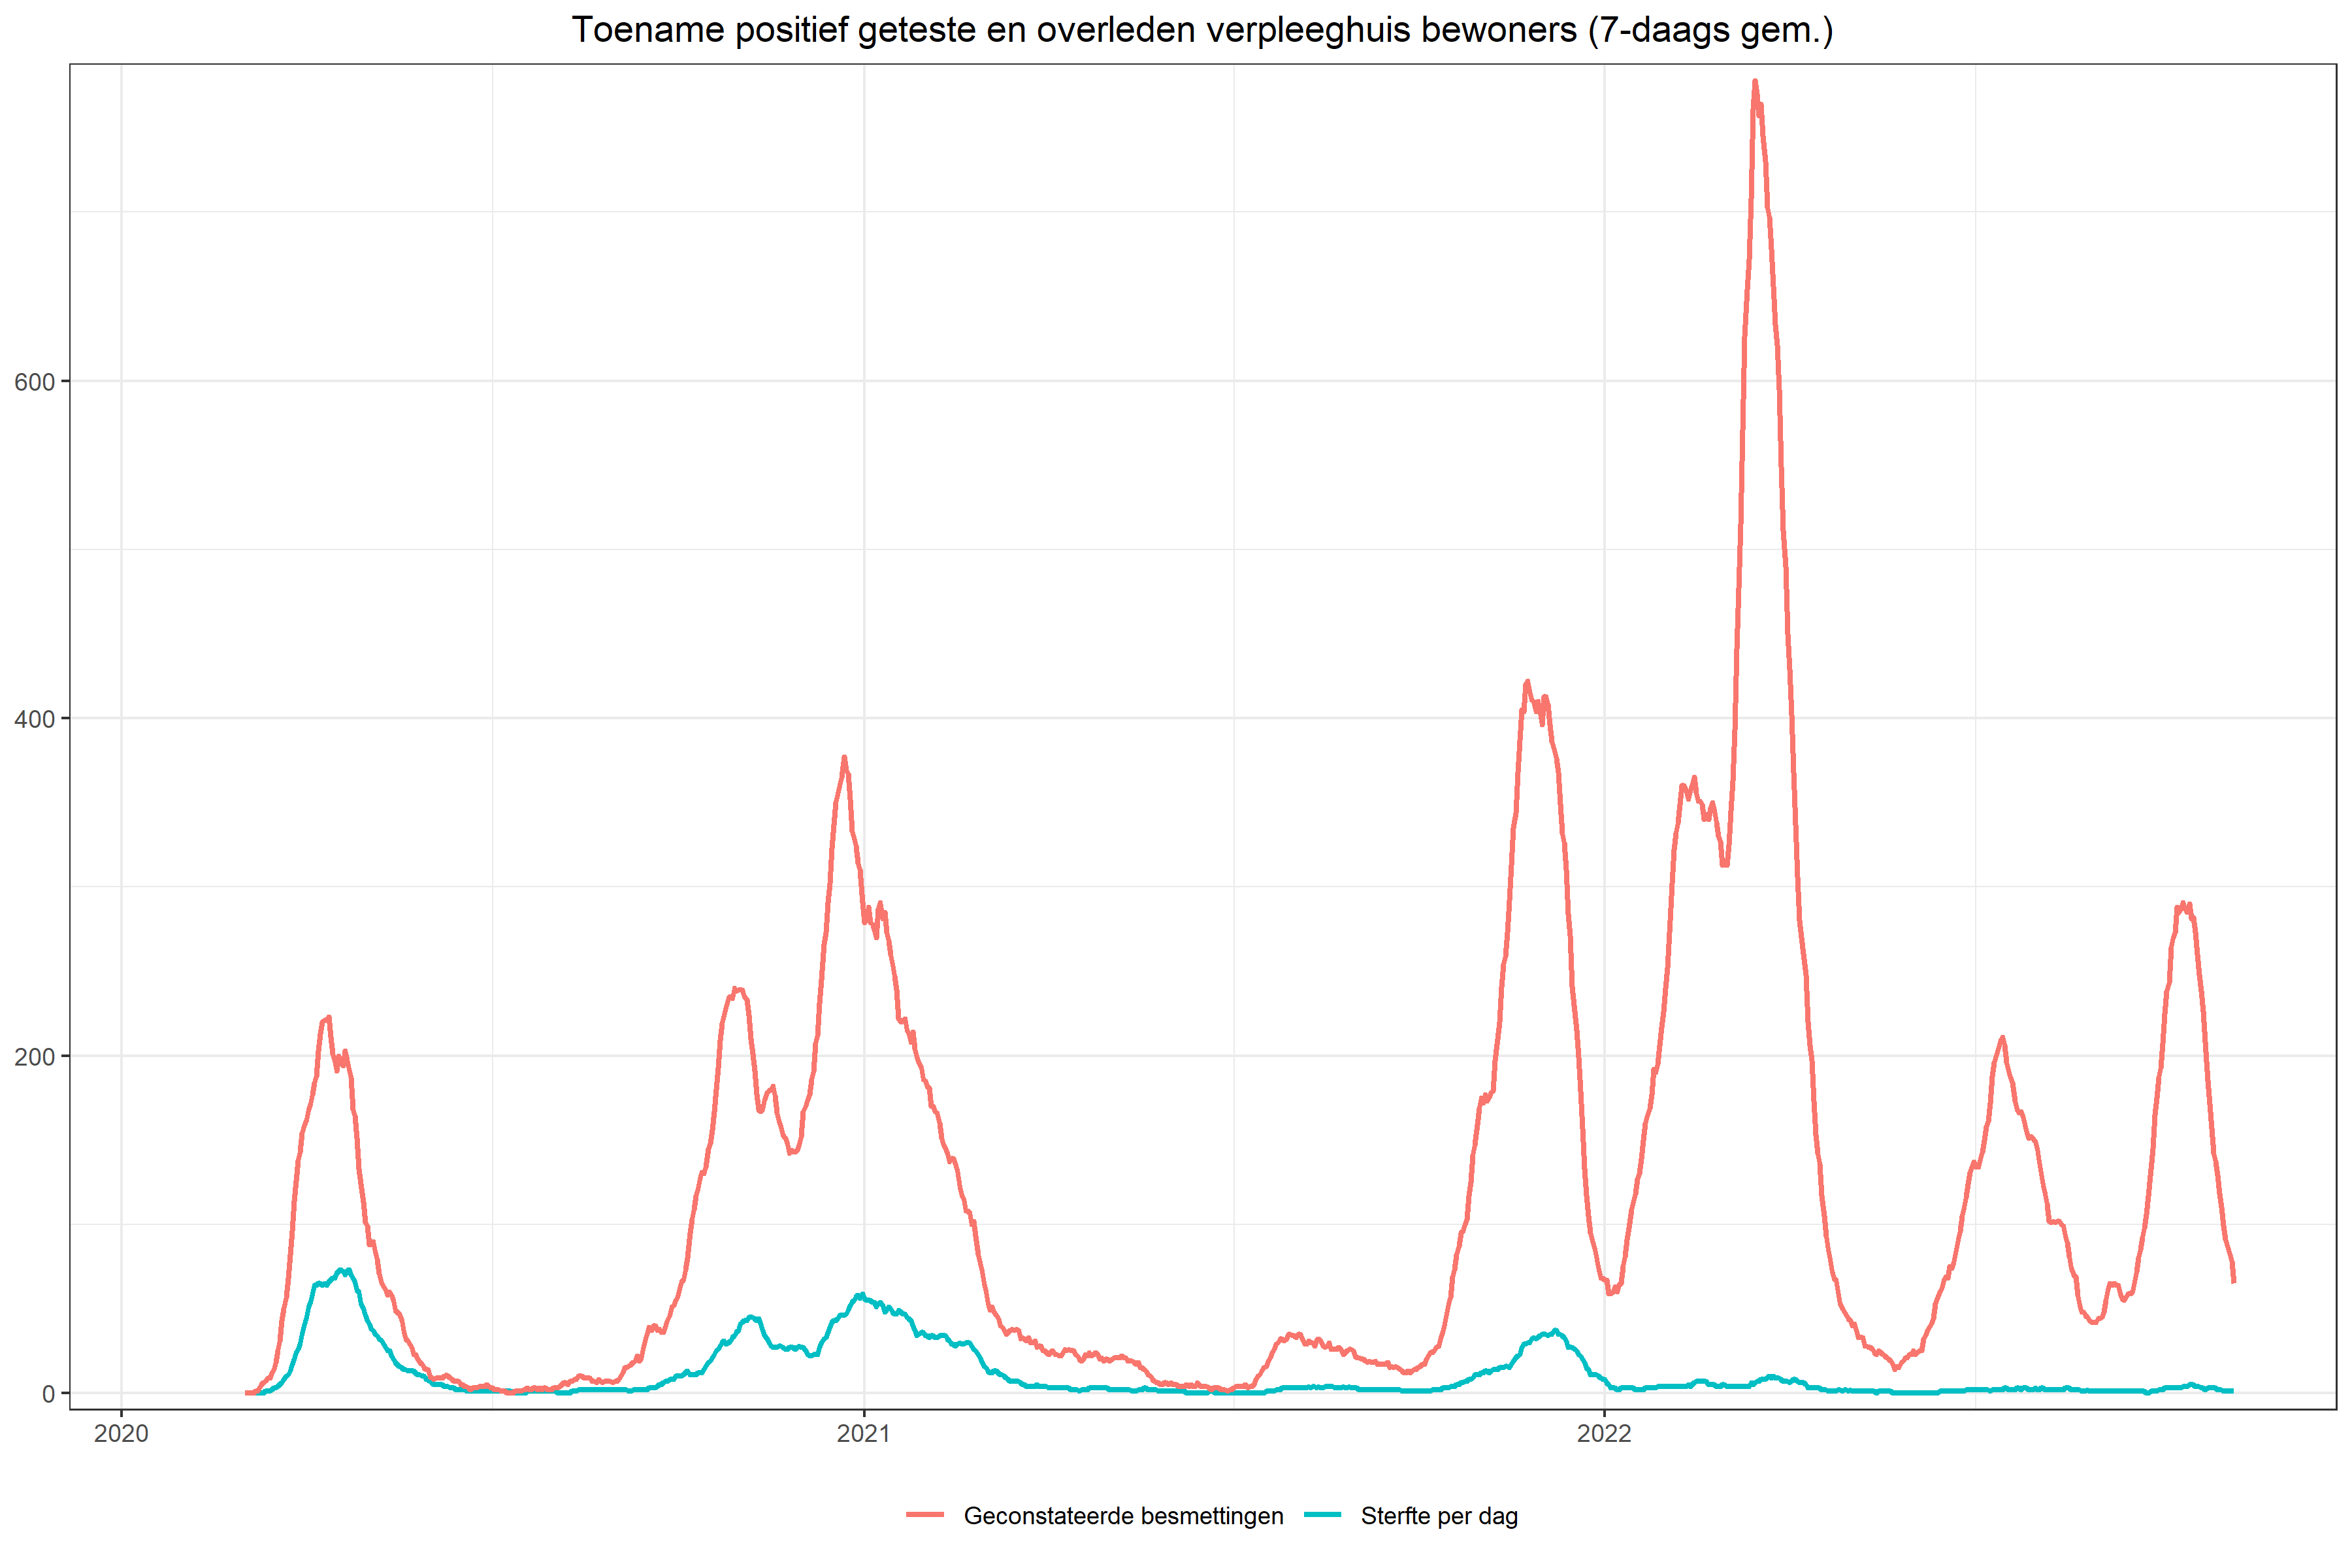 Toename positief geteste en overleden verpleeghuis bewoners (7-daags gem.)
600
400
200
0
2020 2021 2022
Geconstateerde besmettingen Sterfte per dag